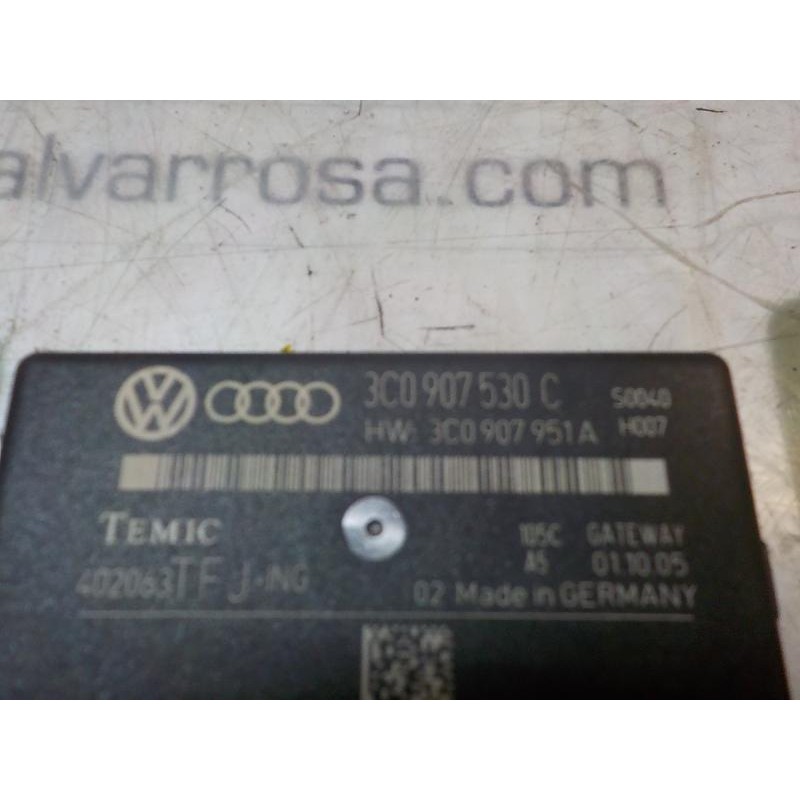 alvarrosa.com
3C0 907 530 C S0040
HW: 3C0 907 951 A H007
TEMIC 105C GATEWAY
A5 01.10.05
402063TFJ-ING
02 Made in GERMANY